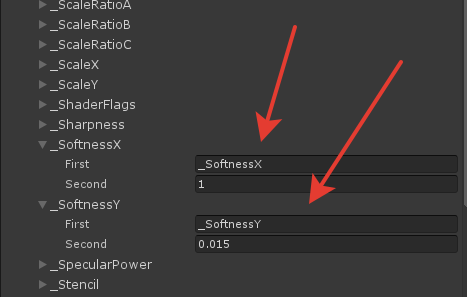 _ScaleRatioA
_ScaleRatioB
_ScaleRatioC
_ScaleX
_ScaleY
_ShaderFlags
_Sharpness
_SoftnessX
First _SoftnessX
Second 1
_SoftnessY
First _SoftnessY
Second 0.015
_SpecularPower
_Stencil